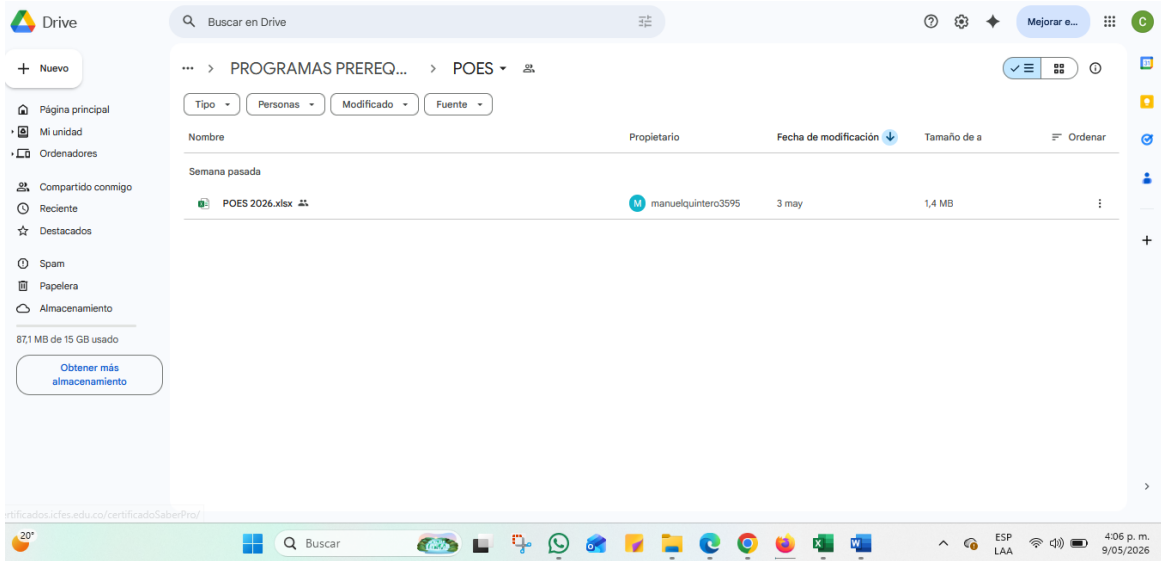 Drive
Buscar en Drive
Mejorar e...
C
Nuevo
... > PROGRAMAS PREREQ... > POES
Tipo
Personas
Modificado
Fuente
Página principal
Mi unidad
Ordenadores
Compartido conmigo
Reciente
Destacados
Spam
Papelera
Almacenamiento
87,1 MB de 15 GB usado
Obtener más
almacenamiento
Nombre Propietario Fecha de modificación Tamaño de a Ordenar
Semana pasada
POES 2026.xlsx M manuelquintero3595 3 may 1,4 MB
31
ertificados.icfes.edu.co/certificadoSaberPro/
20°
Buscar
ESP
LAA
4:06 p. m.
9/05/2026